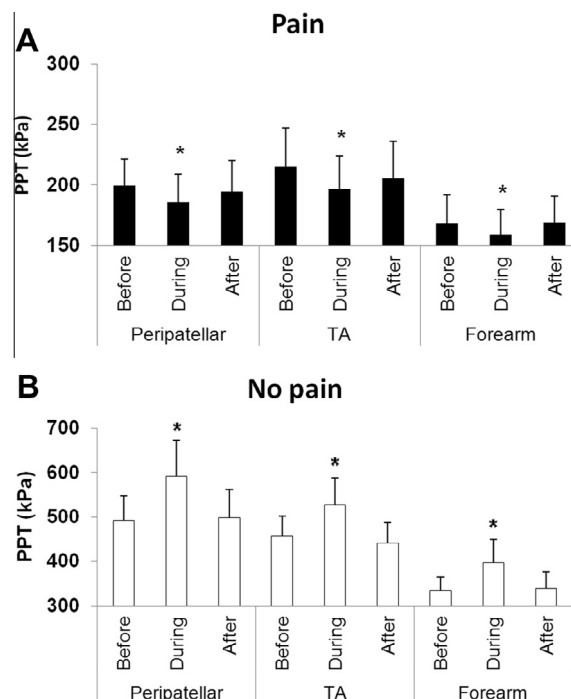 A
Pain
PPT (kPa)
300
250
200
150
*
*
*
Before
During
After
Before
During
After
Before
During
After
Peripatellar
TA
Forearm
B
No pain
PPT (kPa)
700
600
500
400
300
*
*
*
Before
During
After
Before
During
After
Before
During
After
Peripatellar
TA
Forearm